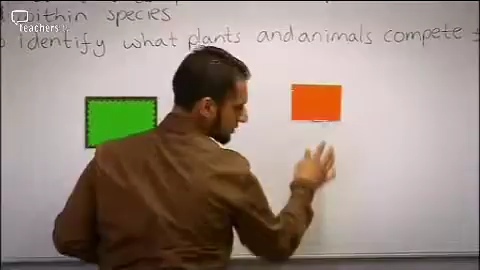 within species
teachers
identify what plants and animals compete